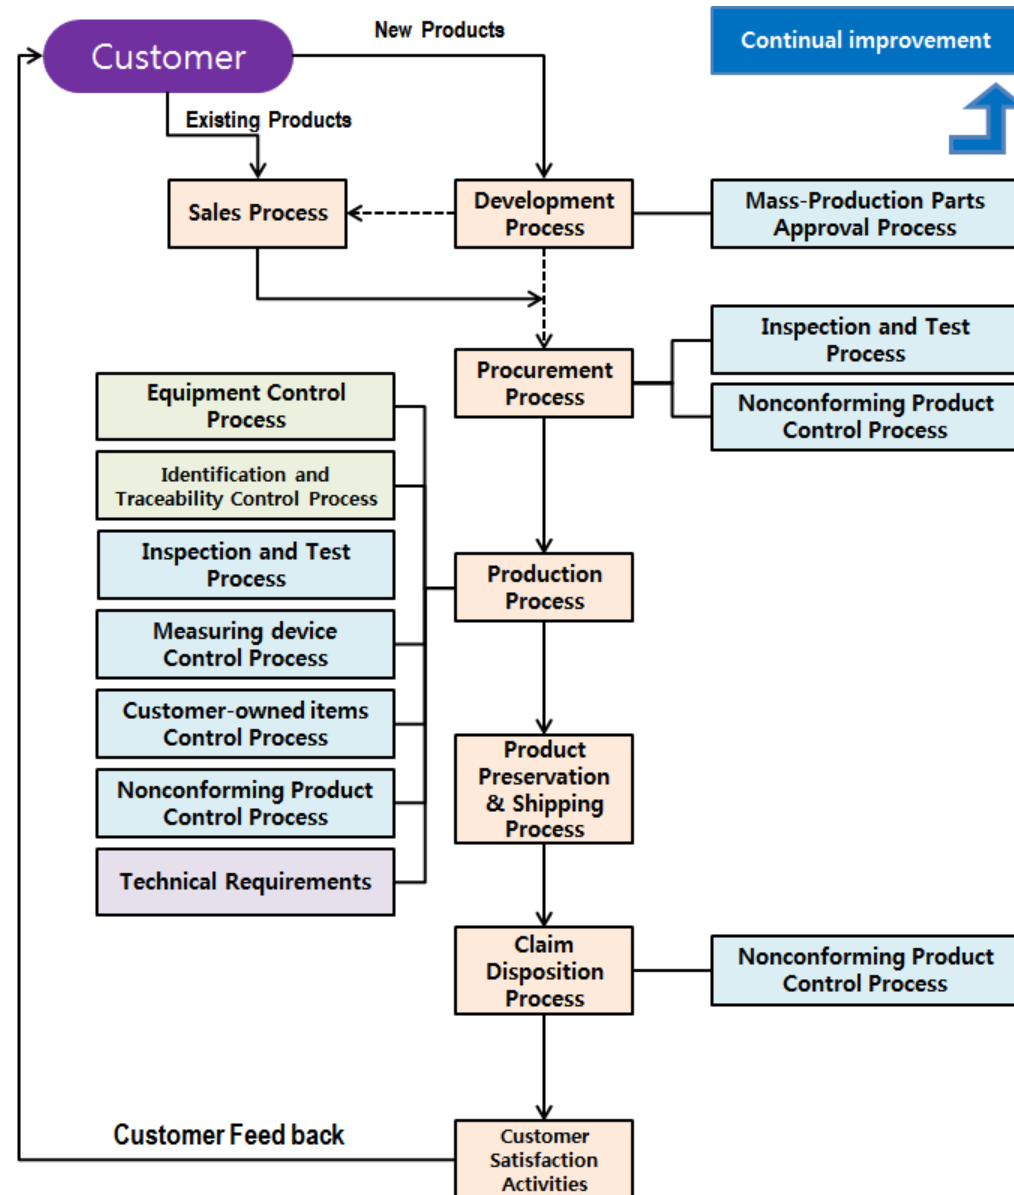 New Products
Continual improvement
Customer
Existing Products
Sales Process
Development
Process
Mass-Production Parts
Approval Process
Inspection and Test
Process
Procurement
Process
Nonconforming Product
Control Process
Equipment Control
Process
Identification and
Traceability Control Process
Inspection and Test
Process
Production
Process
Measuring device
Control Process
Customer-owned items
Control Process
Nonconforming Product
Control Process
Technical Requirements
Product
Preservation
& Shipping
Process
Claim
Disposition
Process
Nonconforming Product
Control Process
Customer Feed back
Customer
Satisfaction
Activities